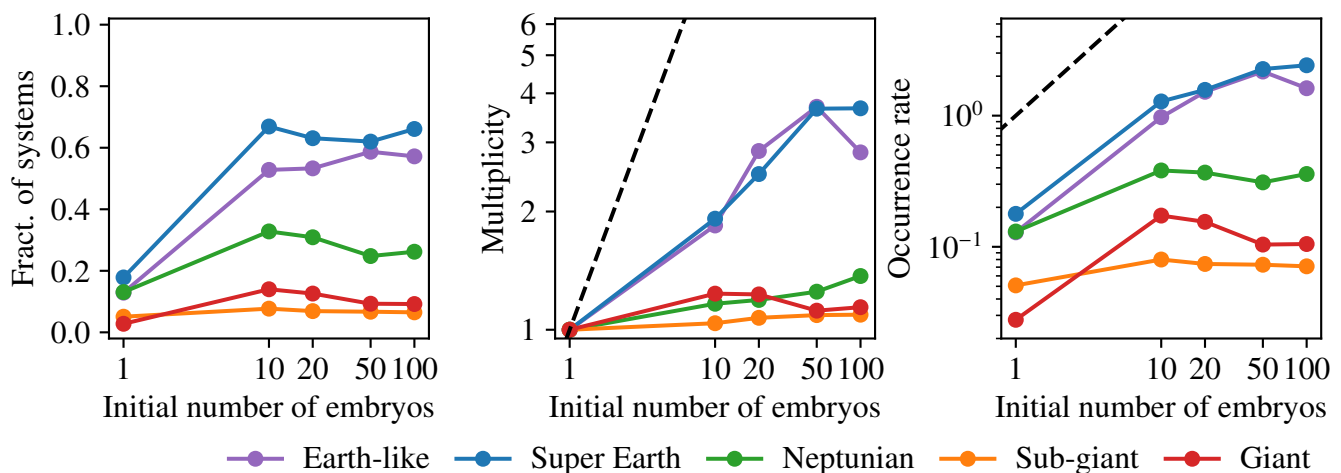 Fract. of systems
1.0
0.8
0.6
0.4
0.2
0.0
1 10 20 50 100
Initial number of embryos
Multiplicity
6
5
4
3
2
1
1 10 20 50 100
Initial number of embryos
Occurrence rate
10⁰
10⁻¹
1 10 20 50 100
Initial number of embryos
Earth-like Super Earth Neptunian Sub-giant Giant